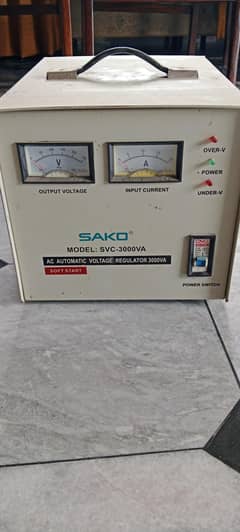 V
A
OUTPUT VOLTAGE
INPUT CURRENT
OVER-V
POWER
UNDER-V
SAKO
MODEL: SVC-3000VA
AC AUTOMATIC VOLTAGE REGULATOR 3000VA
SOFT START
POWER SWITCH